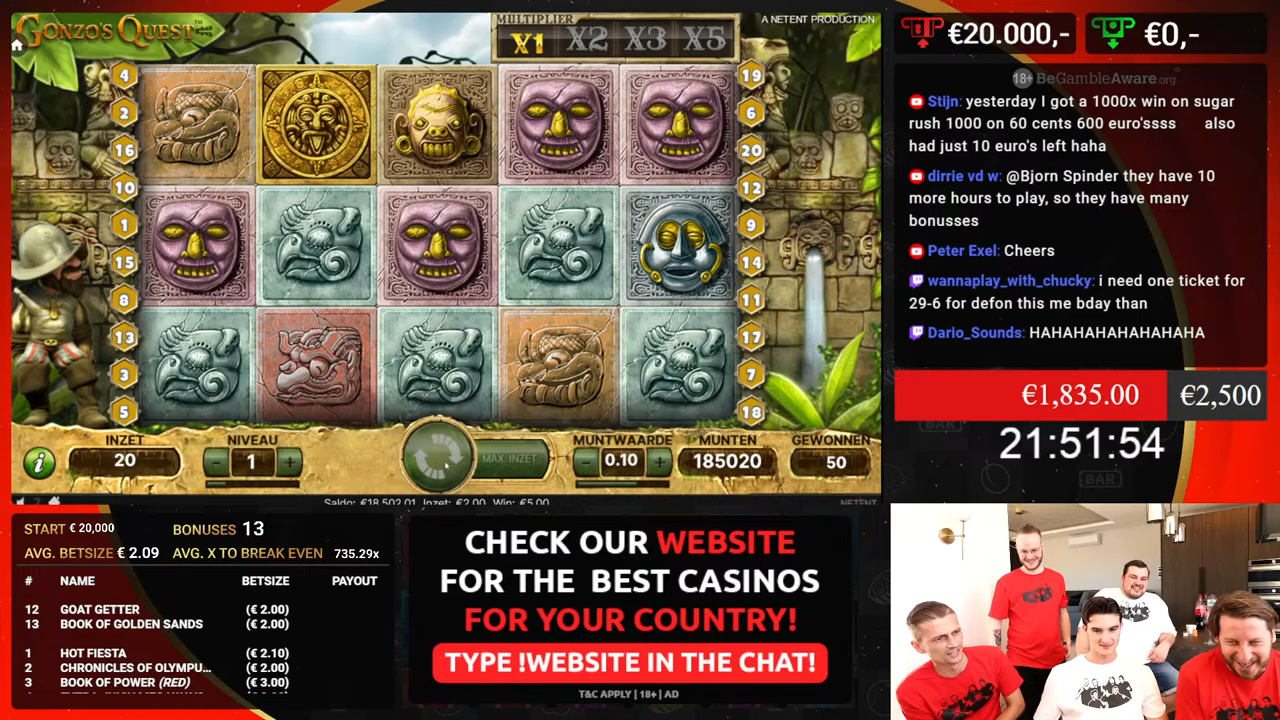 GONZO'S QUEST™
MULTIPLIER
X1 X2 X3 X5
A NETENT PRODUCTION
4
2
16
10
1
15
8
13
3
5
19
6
20
12
9
14
11
17
7
18
INZET
20
NIVEAU
- 1 +
MAX. INZET
MUNTWAARDE
- 0.10 +
MUNTEN
185020
GEWONNEN
50
Saldo: €18.502,01 Inzet: €2,00 Win: €5,00
NETENT
€20.000,-
€0,-
18+ BeGambleAware.org
Stijn: yesterday I got a 1000x win on sugar
rush 1000 on 60 cents 600 euro'ssss also
had just 10 euro's left haha
dirrie vd w: @Bjorn Spinder they have 10
more hours to play, so they have many
bonusses
Peter Exel: Cheers
wannaplay_with_chucky: i need one ticket for
29-6 for defon this me bday than
Dario_Sounds: HAHAHAHAHAHAHAHA
€1,835.00 €2,500
21:51:54
BAR
BAR
START € 20,000 BONUSES 13
AVG. BETSIZE € 2.09 AVG. X TO BREAK EVEN 735.29x
# NAME BETSIZE PAYOUT
12 GOAT GETTER (€ 2.00)
13 BOOK OF GOLDEN SANDS (€ 2.00)
1 HOT FIESTA (€ 2.10)
2 CHRONICLES OF OLYMPU... (€ 2.00)
3 BOOK OF POWER (RED) (€ 3.00)
CHECK OUR WEBSITE
FOR THE BEST CASINOS
FOR YOUR COUNTRY!
TYPE !WEBSITE IN THE CHAT!
T&C APPLY | 18+ | AD